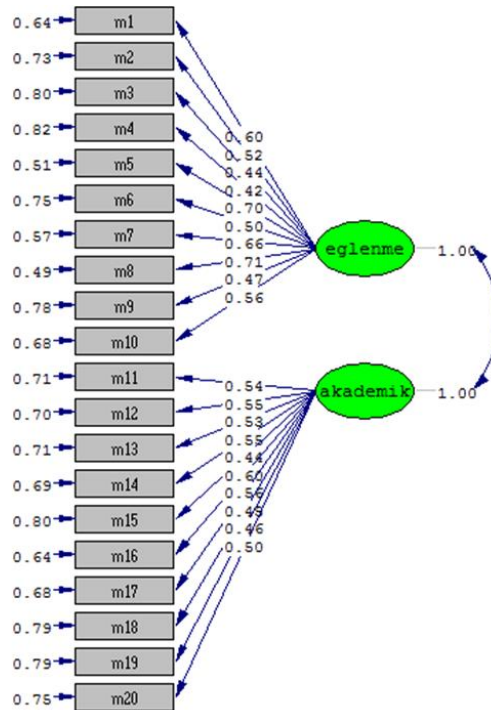 0.64 m1
0.73 m2
0.80 m3
0.82 m4
0.51 m5
0.75 m6
0.57 m7
0.49 m8
0.78 m9
0.68 m10
0.71 m11
0.70 m12
0.71 m13
0.69 m14
0.80 m15
0.64 m16
0.68 m17
0.79 m18
0.79 m19
0.75 m20
0.60
0.52
0.44
0.42
0.70
0.50
0.66
0.71
0.47
0.56
0.54
0.55
0.53
0.55
0.44
0.60
0.56
0.46
0.50
eglenme 1.00
akademik 1.00